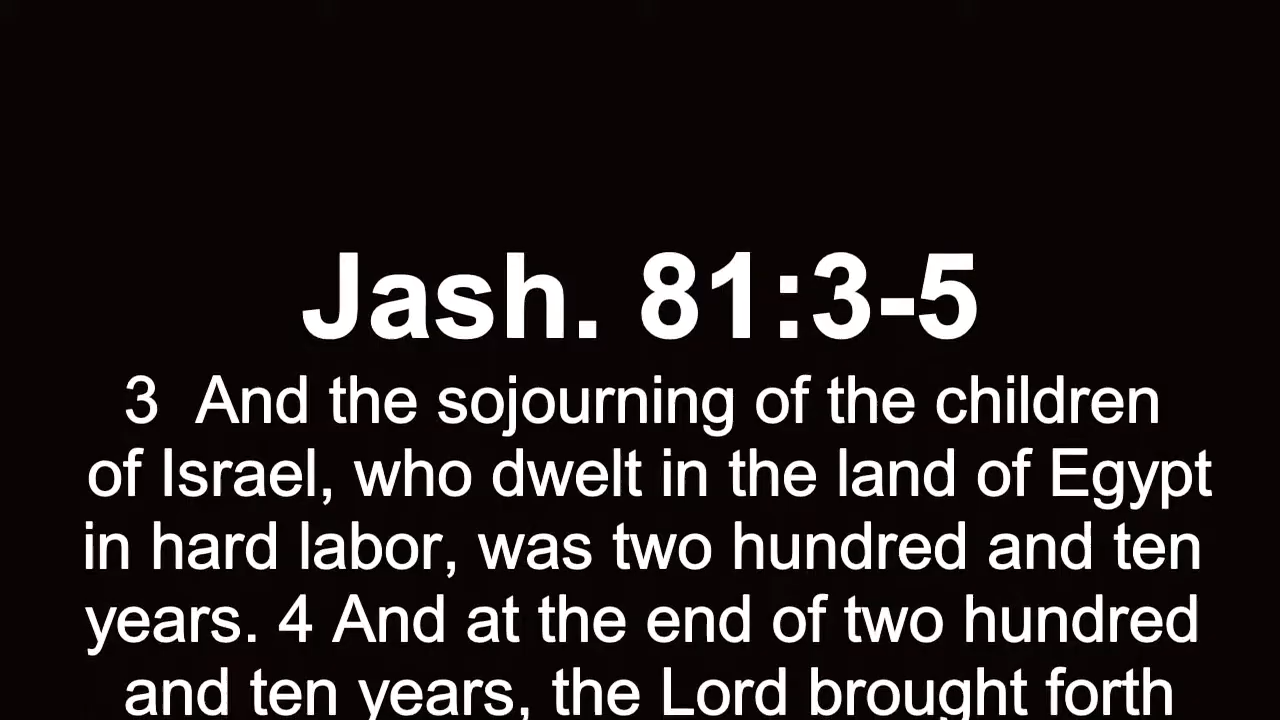 Jash. 81:3-5
3 And the sojourning of the children
of Israel, who dwelt in the land of Egypt
in hard labor, was two hundred and ten
years. 4 And at the end of two hundred
and ten years, the Lord brought forth